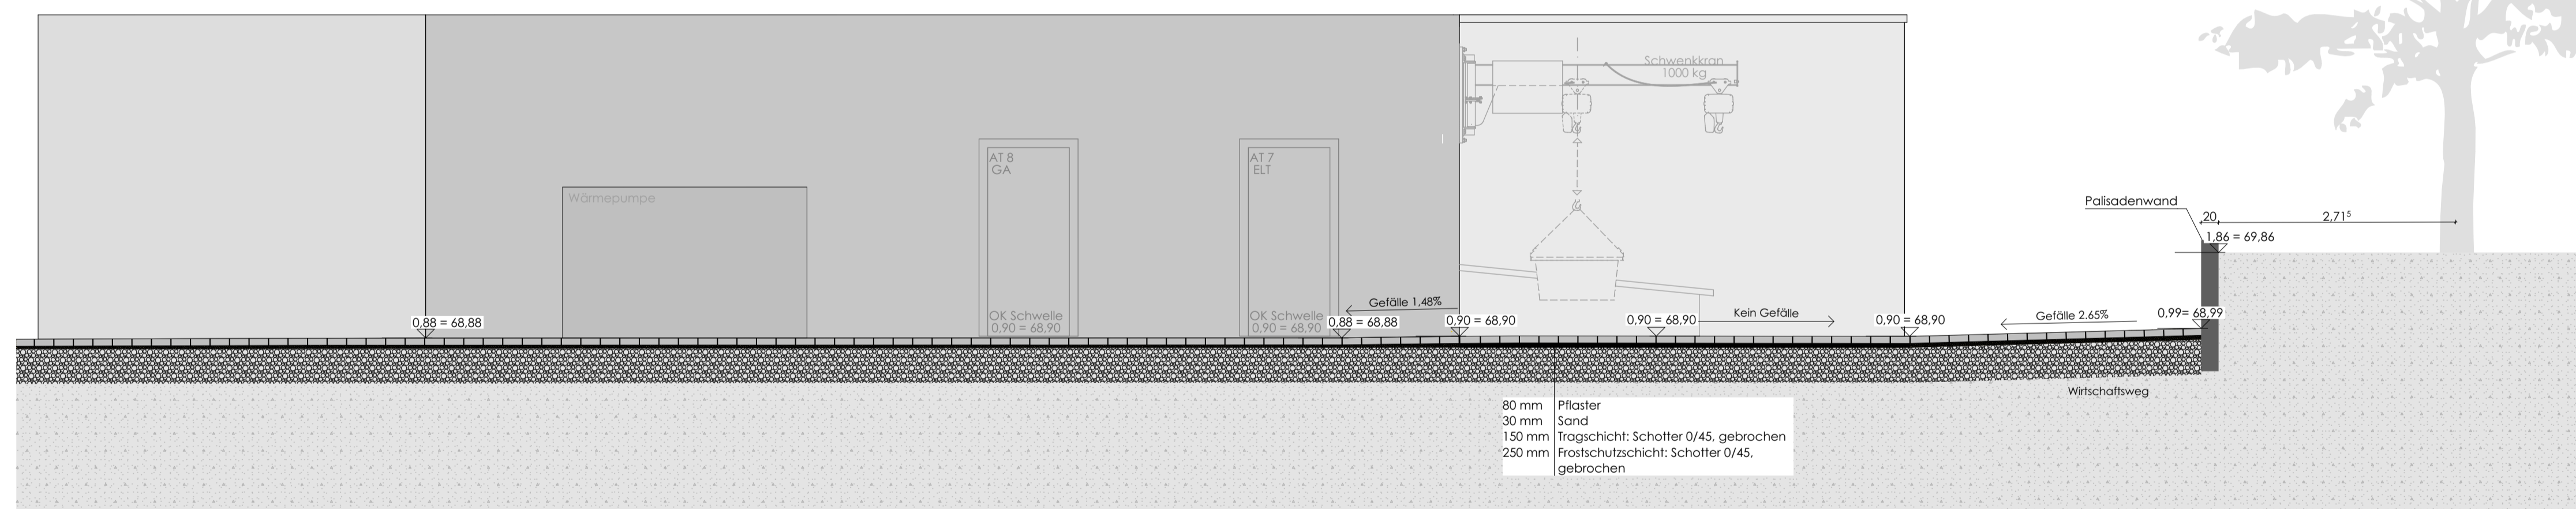 Schwenkkran
1000 kg
AT 8
GA
AT 7
ELT
Wärmepumpe
Palisadenwand
20
2,71⁵
1,86 = 69,86
OK Schwelle
0,90 = 68,90
OK Schwelle
0,90 = 68,90
Gefälle 1,48%
0,88 = 68,88
0,88 = 68,88
0,90 = 68,90
0,90 = 68,90
Kein Gefälle
0,90 = 68,90
Gefälle 2.65%
0,99= 68,99
Wirtschaftsweg
80 mm Pflaster
30 mm Sand
150 mm Tragschicht: Schotter 0/45, gebrochen
250 mm Frostschutzschicht: Schotter 0/45,
gebrochen